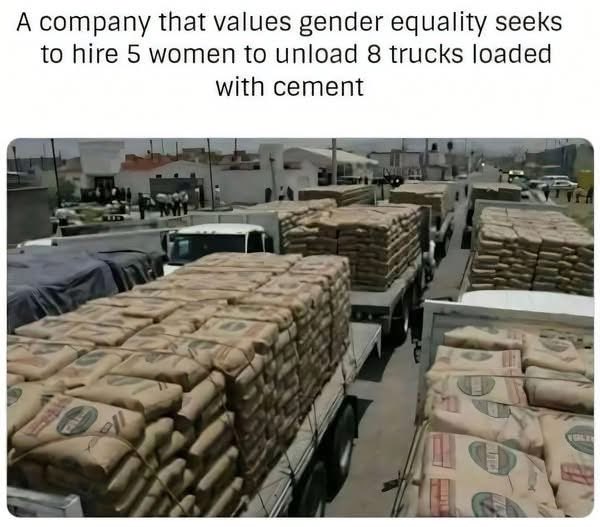 A company that values gender equality seeks
to hire 5 women to unload 8 trucks loaded
with cement